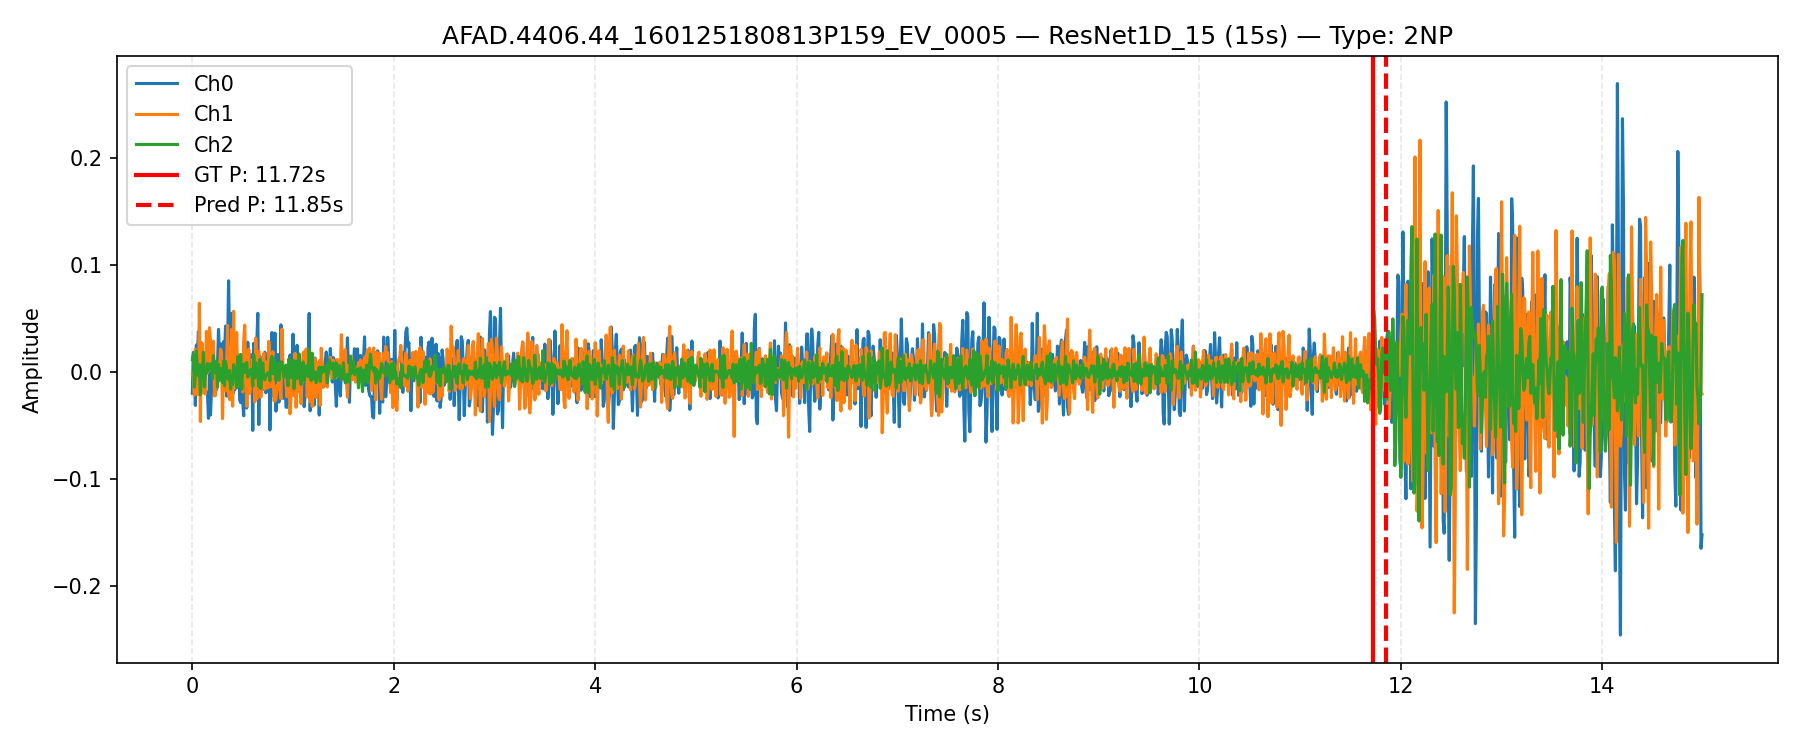 AFAD.4406.44_160125180813P159_EV_0005 — ResNet1D_15 (15s) — Type: 2NP
Ch0
Ch1
Ch2
GT P: 11.72s
Pred P: 11.85s
Amplitude
0.2
0.1
0.0
−0.1
−0.2
0 2 4 6 8 10 12 14
Time (s)